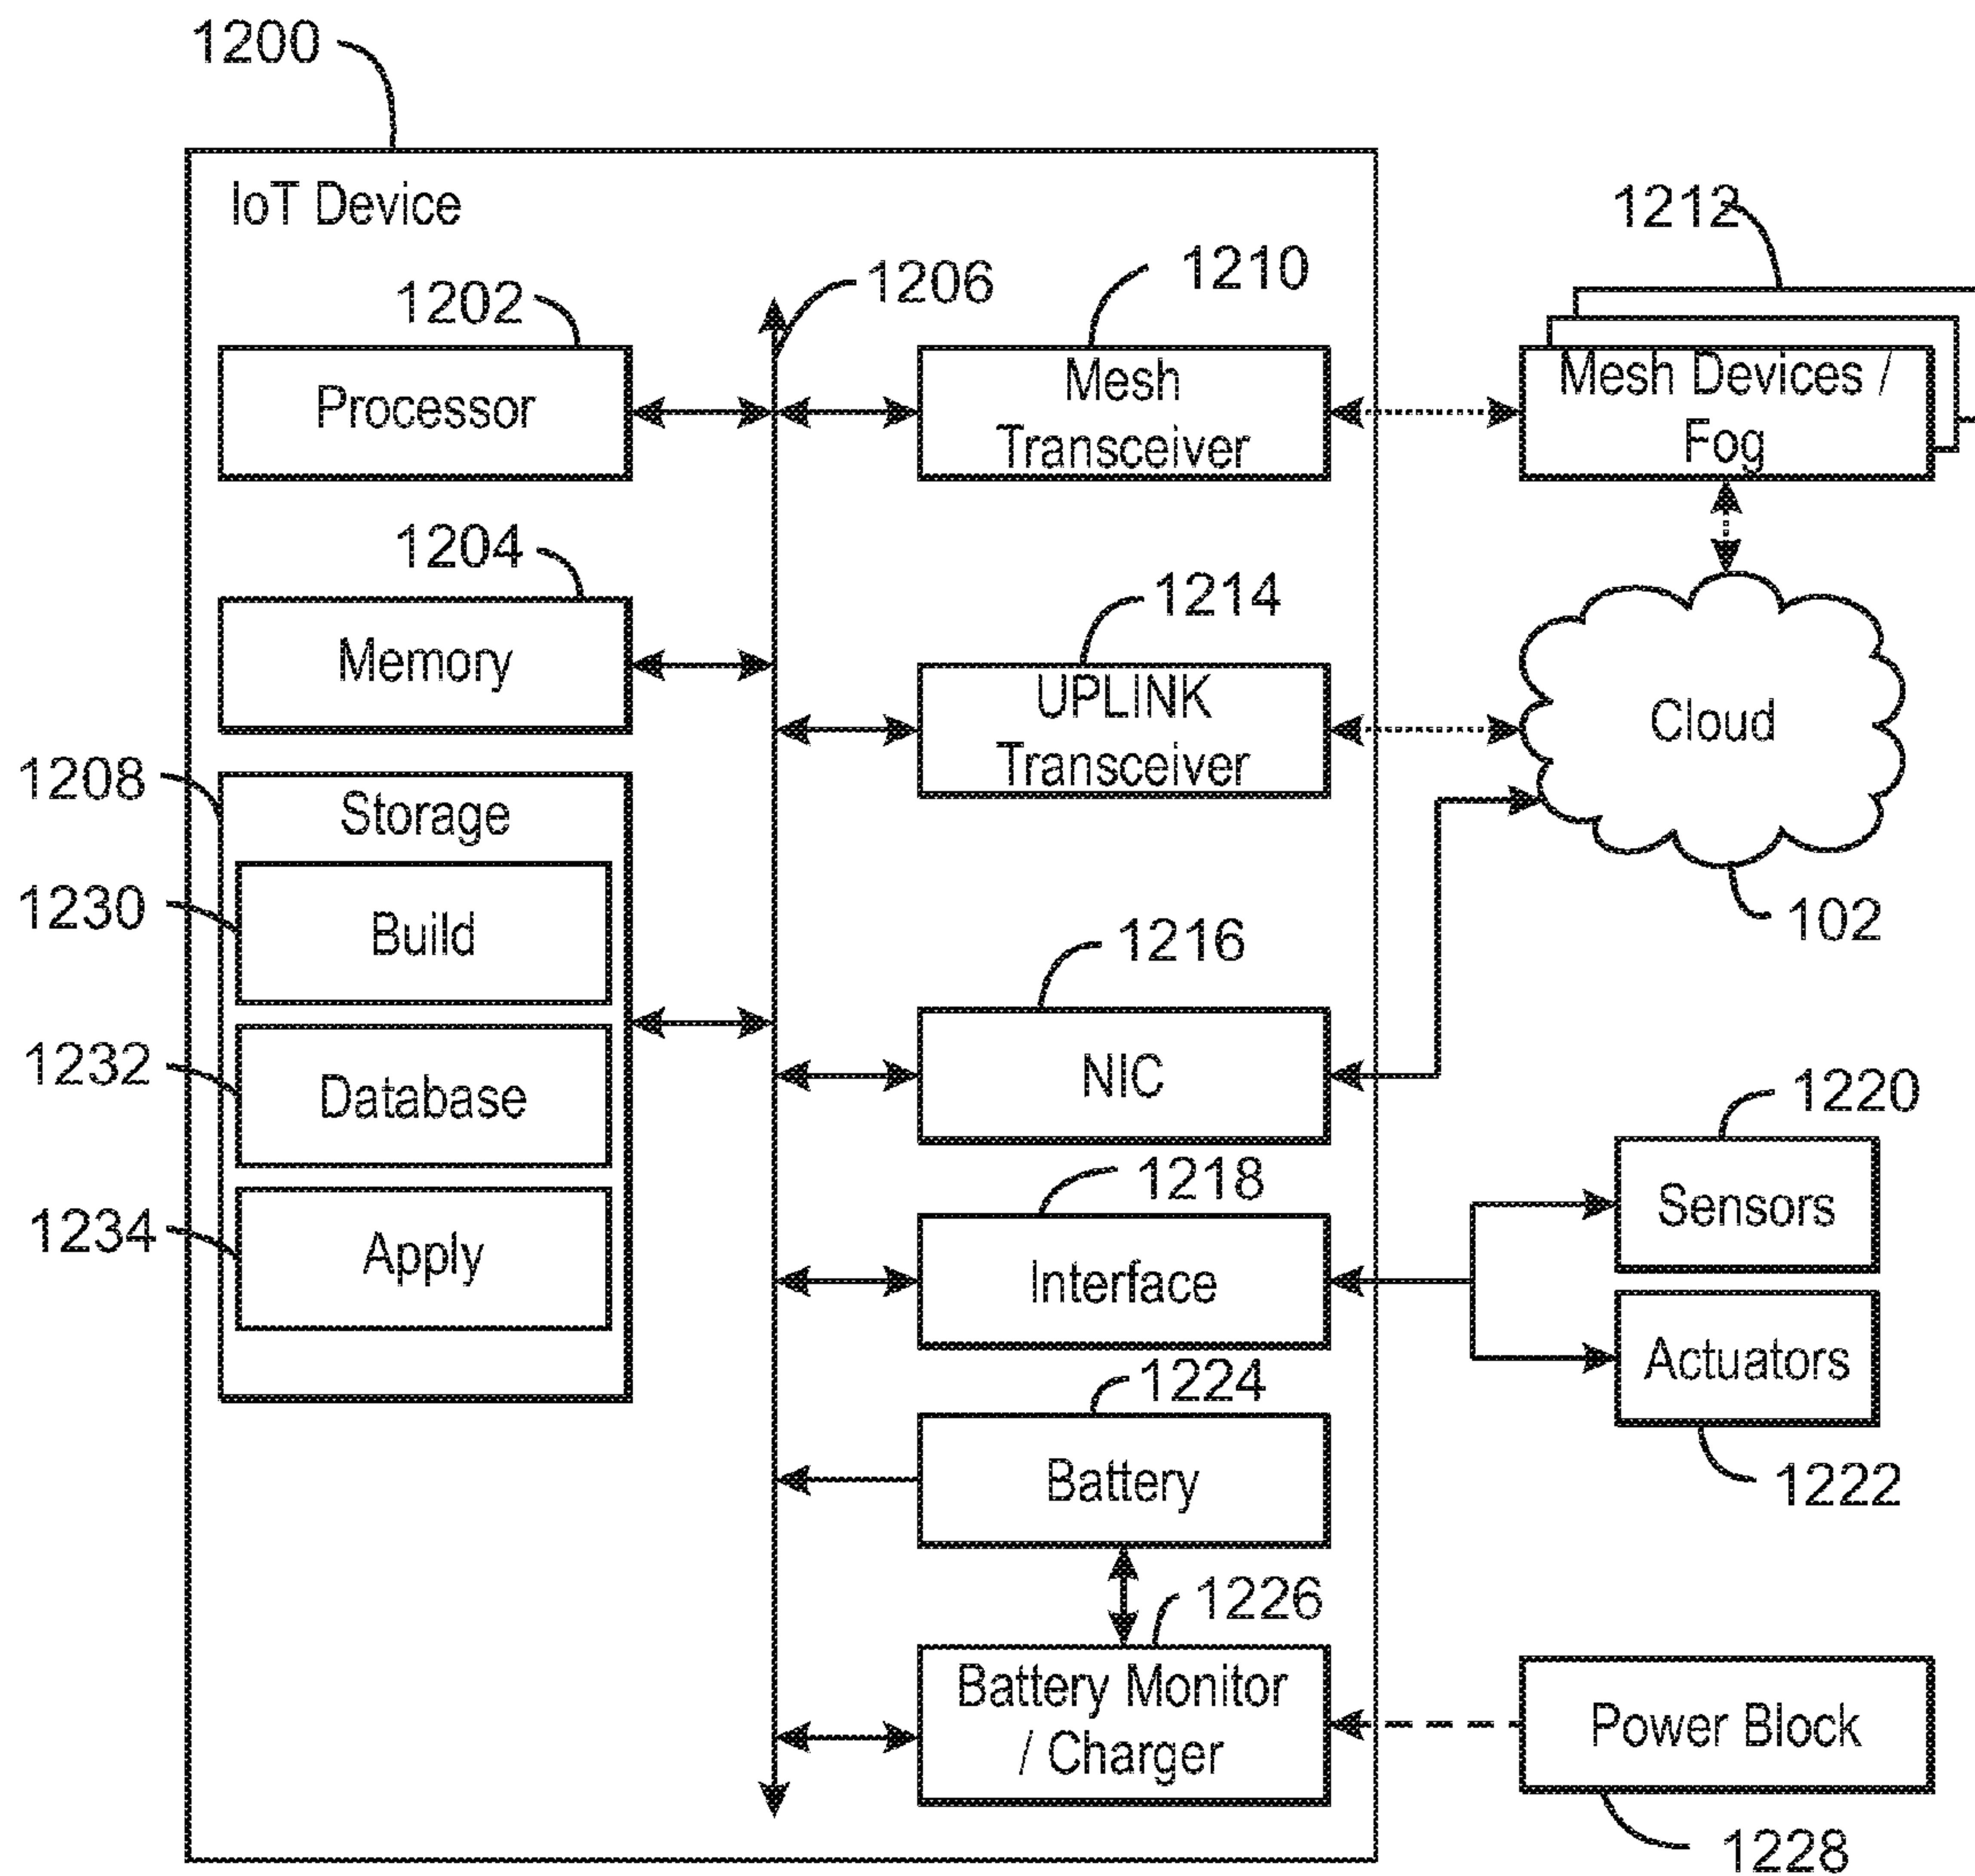 1200
IoT Device
1212
1206
1210
1202
Processor
Mesh
Transceiver
Mesh Devices /
Fog
1204
Memory
1214
UPLINK
Transceiver
Cloud
102
1208
Storage
1230
Build
1216
NIC
1232
Database
1220
Sensors
1218
Interface
1234
Apply
Actuators
1222
1224
Battery
1226
Battery Monitor
/ Charger
Power Block
1228